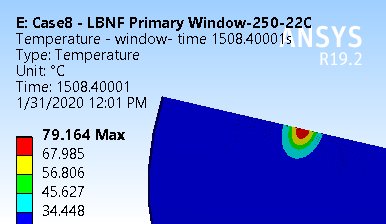 E: Case8 - LBNF Primary Window-250-22C
Temperature - window- time 1508.40001s
Type: Temperature
Unit: °C
Time: 1508.40001
1/31/2020 12:01 PM
ANSYS
R19.2
79.164 Max
67.985
56.806
45.627
34.448